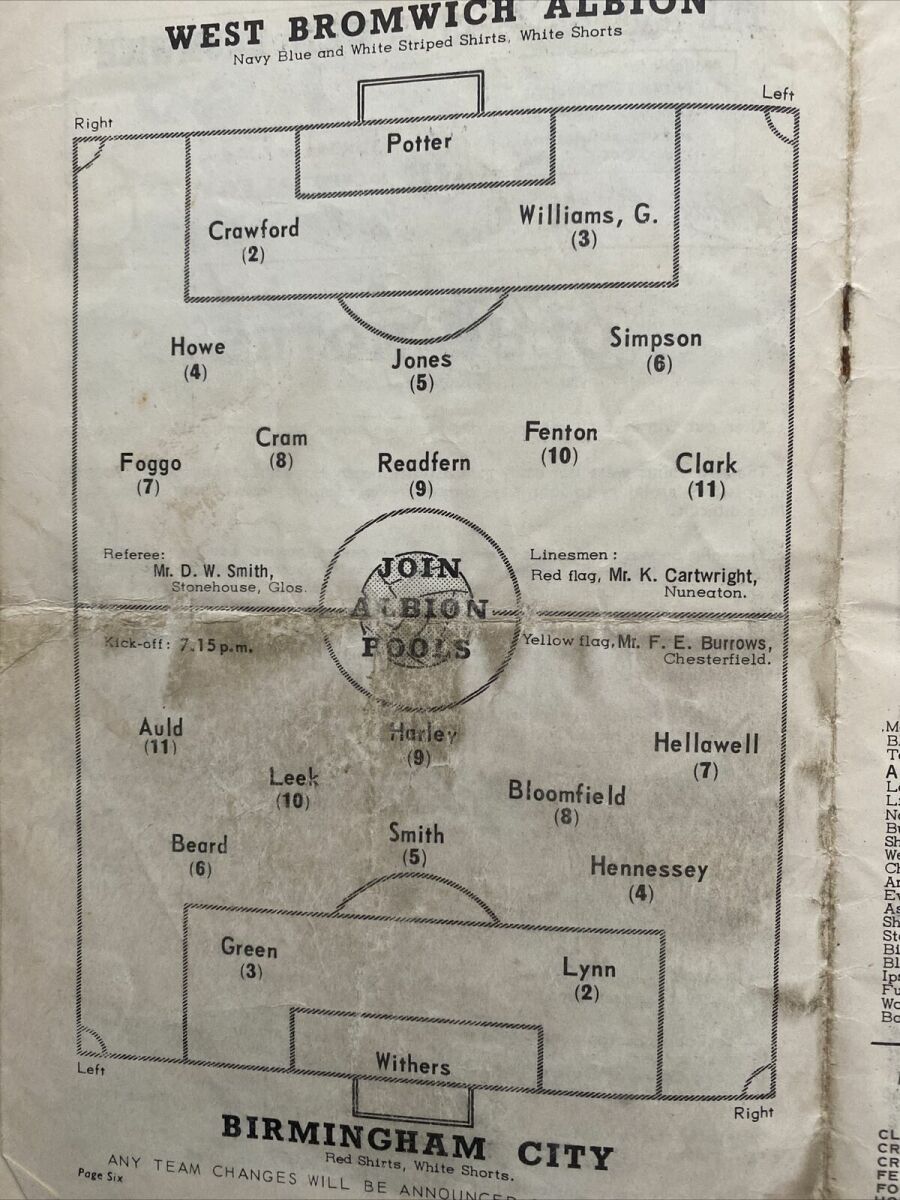 WEST BROMWICH ALBION
Navy Blue and White Striped Shirts, White Shorts
Right
Left
Potter
Crawford
(2)
Williams, G.
(3)
Howe
(4)
Jones
(5)
Simpson
(6)
Foggo
(7)
Cram
(8)
Readfern
(9)
Fenton
(10)
Clark
(11)
Referee:
Mr. D. W. Smith,
Stonehouse, Glos.
JOIN
ALBION
POOLS
Linesmen :
Red flag, Mr. K. Cartwright,
Nuneaton.
Kick-off: 7.15 p.m.
Yellow flag, Mr. F. E. Burrows,
Chesterfield.
Auld
(11)
Leek
(10)
Harley
(9)
Bloomfield
(8)
Hellawell
(7)
Beard
(6)
Smith
(5)
Hennessey
(4)
Green
(3)
Lynn
(2)
Withers
Left
Right
BIRMINGHAM CITY
Red Shirts, White Shorts.
ANY TEAM CHANGES WILL BE ANNOUNCED
Page Six